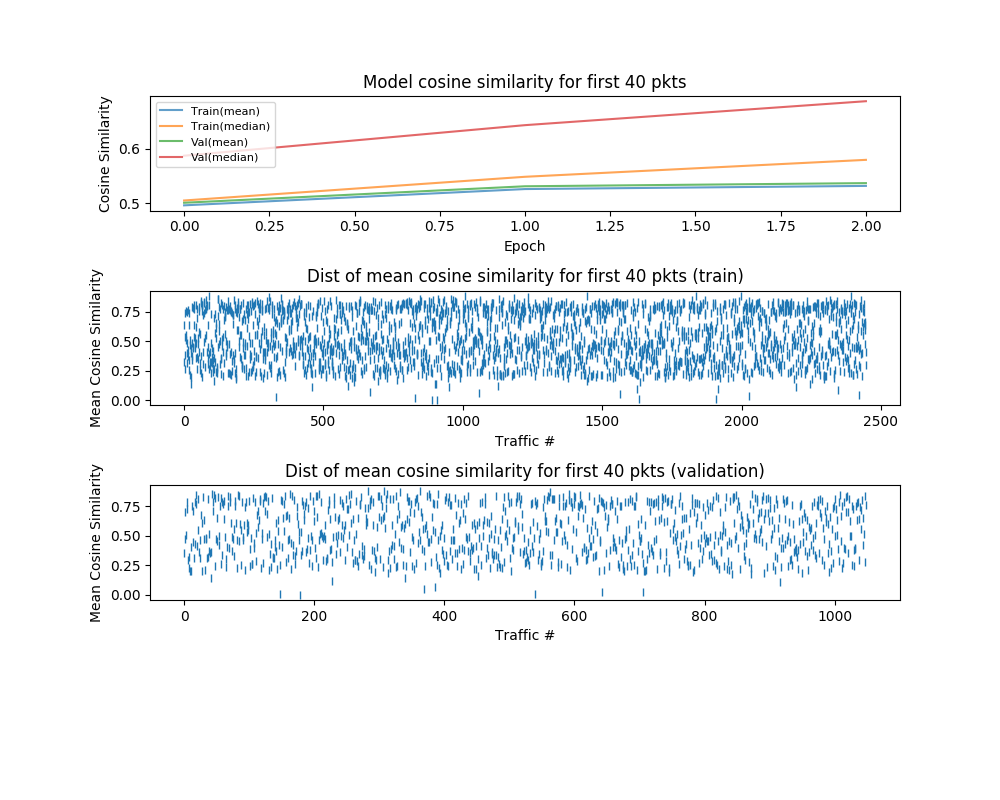 Model cosine similarity for first 40 pkts
Cosine Similarity
0.6
0.5
Train(mean)
Train(median)
Val(mean)
Val(median)
0.00 0.25 0.50 0.75 1.00 1.25 1.50 1.75 2.00
Epoch
Dist of mean cosine similarity for first 40 pkts (train)
Mean Cosine Similarity
0.75
0.50
0.25
0.00
0 500 1000 1500 2000 2500
Traffic #
Dist of mean cosine similarity for first 40 pkts (validation)
Mean Cosine Similarity
0.75
0.50
0.25
0.00
0 200 400 600 800 1000
Traffic #